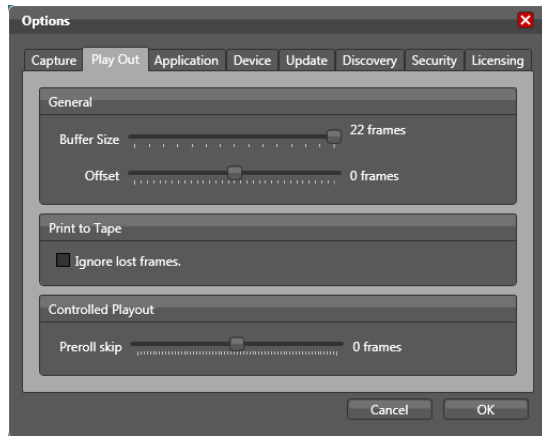 Options
Capture Play Out Application Device Update Discovery Security Licensing
General
Buffer Size 22 frames
Offset 0 frames
Print to Tape
Ignore lost frames.
Controlled Playout
Preroll skip 0 frames
Cancel OK